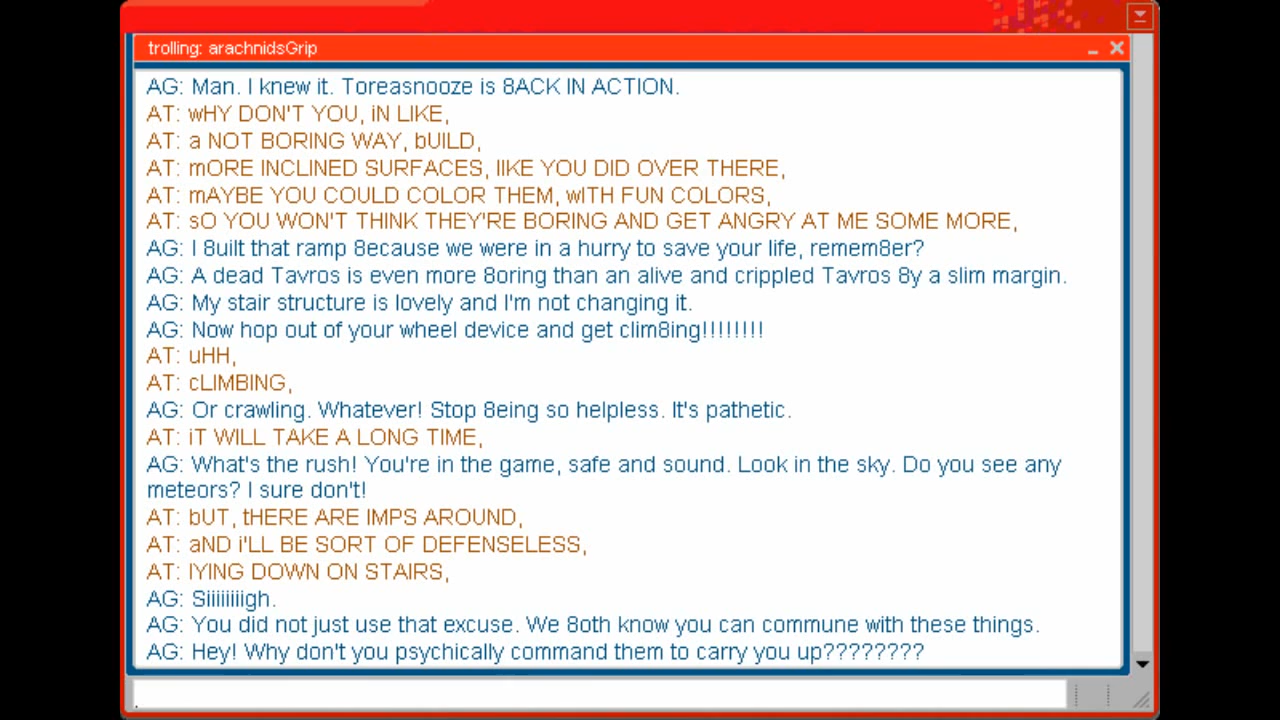 trolling: arachnidsGrip
AG: Man. I knew it. Toreasnooze is 8ACK IN ACTION.
AT: wHY DON'T YOU, iN LIKE,
AT: a NOT BORING WAY, bUILD,
AT: mORE INCLINED SURFACES, lIKE YOU DID OVER THERE,
AT: mAYBE YOU COULD COLOR THEM, wITH FUN COLORS,
AT: sO YOU WON'T THINK THEY'RE BORING AND GET ANGRY AT ME SOME MORE,
AG: I 8uilt that ramp 8ecause we were in a hurry to save your life, remem8er?
AG: A dead Tavros is even more 8oring than an alive and crippled Tavros 8y a slim margin.
AG: My stair structure is lovely and I'm not changing it.
AG: Now hop out of your wheel device and get clim8ing!!!!!!!!
AT: uHH,
AT: cLIMBING,
AG: Or crawling. Whatever! Stop 8eing so helpless. It's pathetic.
AT: iT WILL TAKE A LONG TIME,
AG: What's the rush! You're in the game, safe and sound. Look in the sky. Do you see any
meteors? I sure don't!
AT: bUT, tHERE ARE IMPS AROUND,
AT: aND i'LL BE SORT OF DEFENSELESS,
AT: lYING DOWN ON STAIRS,
AG: Siiiiiiiigh.
AG: You did not just use that excuse. We 8oth know you can commune with these things.
AG: Hey! Why don't you psychically command them to carry you up????????